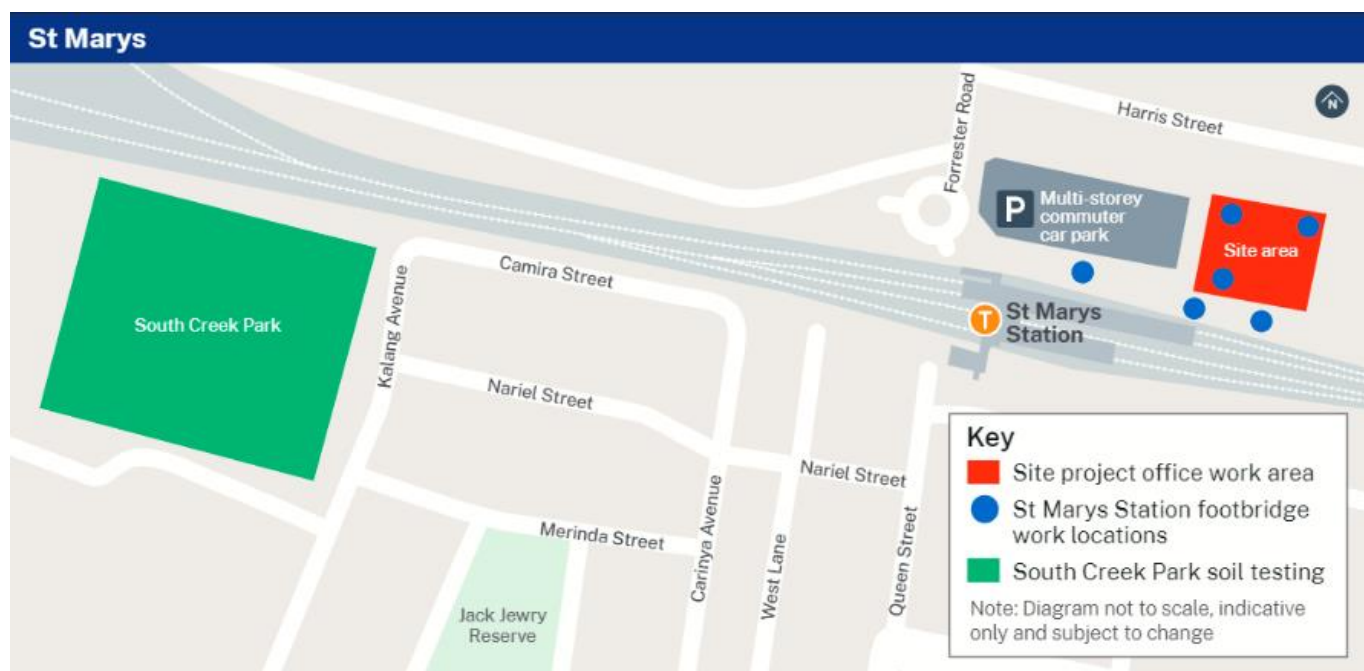 St Marys
N
Harris Street
Forrester Road
P
Multi-storey
commuter
car park
Site area
Camira Street
T
St Marys
Station
South Creek Park
Kalang Avenue
Nariel Street
Nariel Street
Merinda Street
Carinya Avenue
West Lane
Queen Street
Jack Jewry
Reserve
Key
Site project office work area
St Marys Station footbridge
work locations
South Creek Park soil testing
Note: Diagram not to scale, indicative
only and subject to change